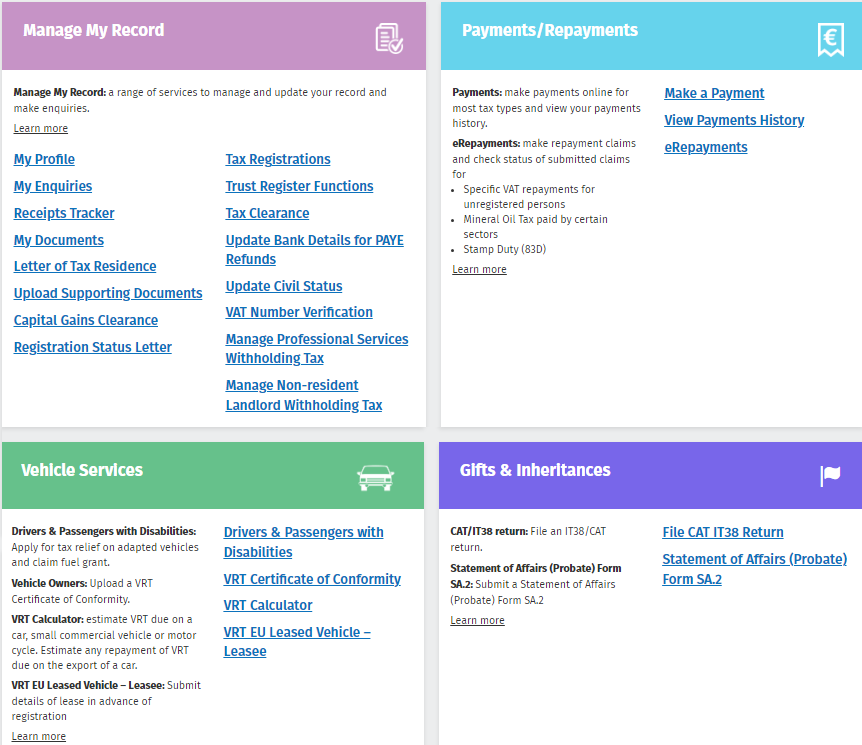 Manage My Record
Manage My Record: a range of services to manage and update your record and
make enquiries.
Learn more
My Profile
My Enquiries
Receipts Tracker
My Documents
Letter of Tax Residence
Upload Supporting Documents
Capital Gains Clearance
Registration Status Letter
Tax Registrations
Trust Register Functions
Tax Clearance
Update Bank Details for PAYE
Refunds
Update Civil Status
VAT Number Verification
Manage Professional Services
Withholding Tax
Manage Non-resident
Landlord Withholding Tax
Payments/Repayments
Payments: make payments online for
most tax types and view your payments
history.
eRepayments: make repayment claims
and check status of submitted claims
for
• Specific VAT repayments for
unregistered persons
• Mineral Oil Tax paid by certain
sectors
• Stamp Duty (83D)
Learn more
Make a Payment
View Payments History
eRepayments
Vehicle Services
Drivers & Passengers with Disabilities:
Apply for tax relief on adapted vehicles
and claim fuel grant.
Vehicle Owners: Upload a VRT
Certificate of Conformity.
VRT Calculator: estimate VRT due on a
car, small commercial vehicle or motor
cycle. Estimate any repayment of VRT
due on the export of a car.
VRT EU Leased Vehicle – Leasee: Submit
details of lease in advance of
registration
Learn more
Drivers & Passengers with
Disabilities
VRT Certificate of Conformity
VRT Calculator
VRT EU Leased Vehicle –
Leasee
Gifts & Inheritances
CAT/IT38 return: File an IT38/CAT
return.
Statement of Affairs (Probate) Form
SA.2: Submit a Statement of Affairs
(Probate) Form SA.2
Learn more
File CAT IT38 Return
Statement of Affairs (Probate)
Form SA.2